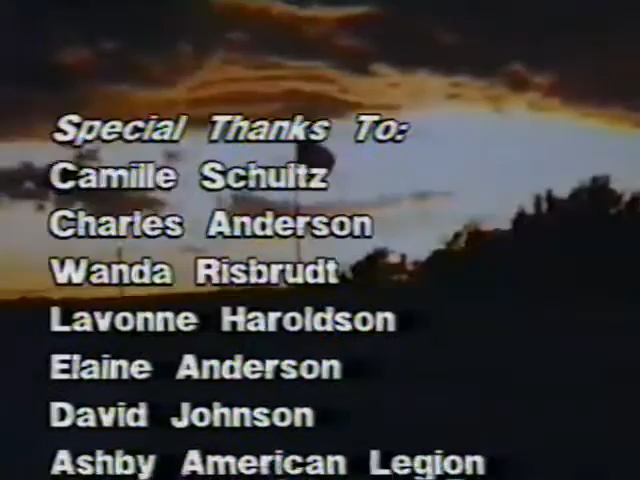 Special Thanks To:
Camille Schultz
Charles Anderson
Wanda Risbrudt
Lavonne Haroldson
Elaine Anderson
David Johnson
Ashby American Legion